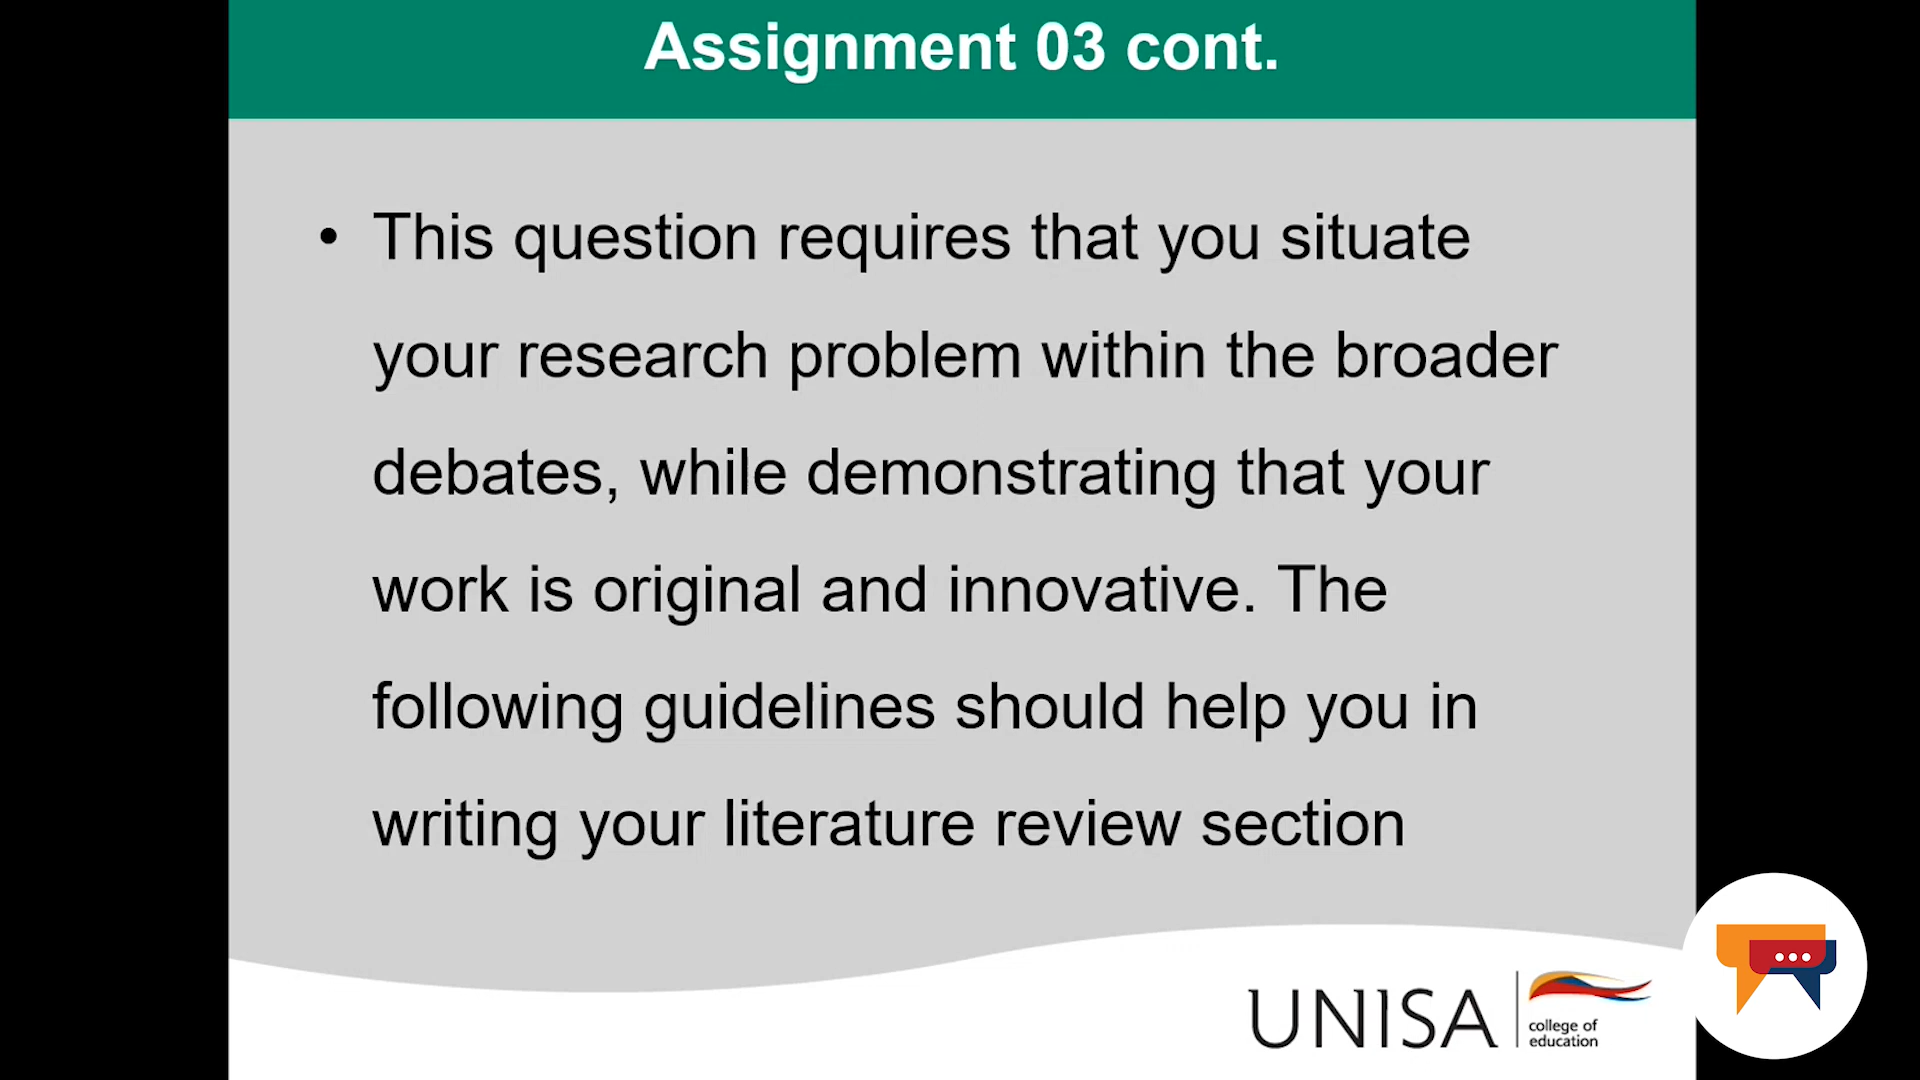 Assignment 03 cont.
• This question requires that you situate
your research problem within the broader
debates, while demonstrating that your
work is original and innovative. The
following guidelines should help you in
writing your literature review section
UNISA
college of
education